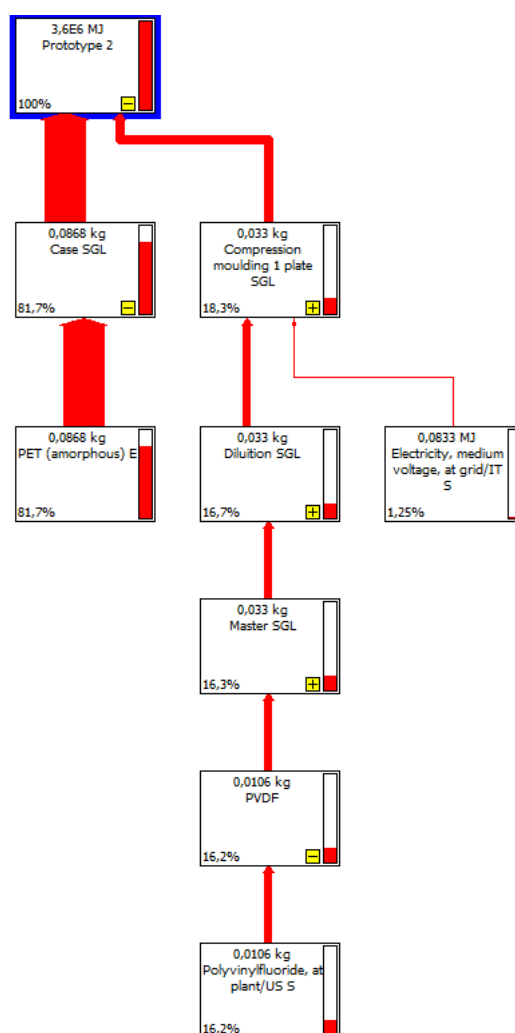 3,6E6 MJ
Prototype 2
100%
0,0868 kg
Case SGL
81,7%
0,033 kg
Compression
moulding 1 plate
SGL
18,3%
0,0868 kg
PET (amorphous) E
81,7%
0,033 kg
Dilution SGL
16,7%
0,0833 MJ
Electricity, medium
voltage, at grid/IT
S
1,25%
0,033 kg
Master SGL
16,3%
0,0106 kg
PVDF
16,2%
0,0106 kg
Polyvinylfluoride, at
plant/US S
16,2%